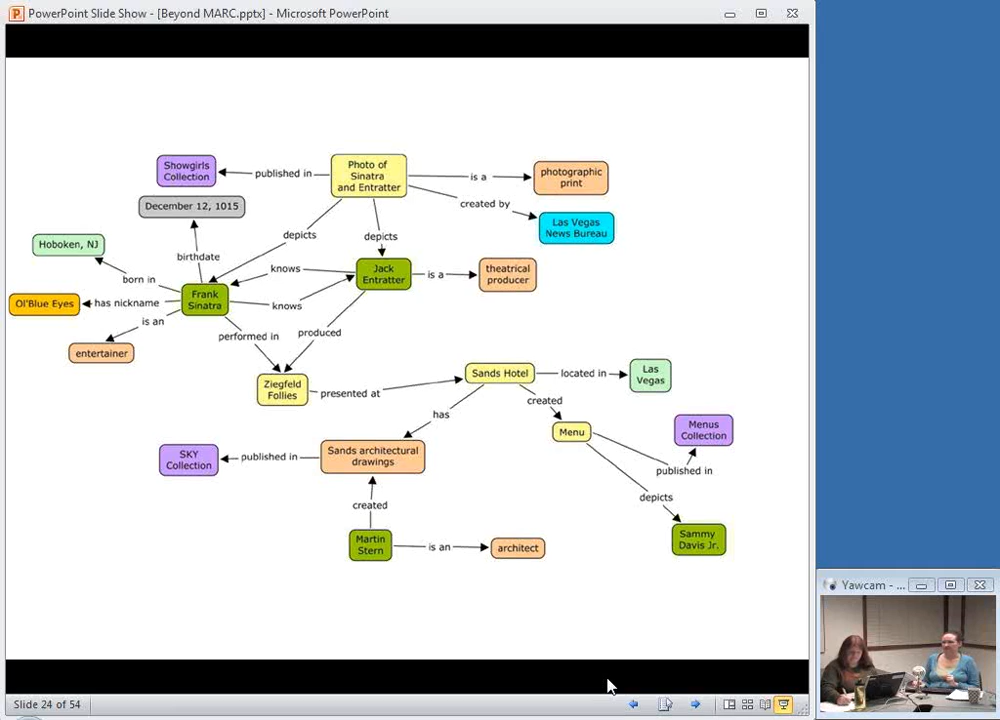 PowerPoint Slide Show - [Beyond MARC.pptx] - Microsoft PowerPoint
Showgirls
Collection
published in
Photo of
Sinatra
and Entratter
is a
photographic
print
created by
Las Vegas
News Bureau
December 12, 1015
birthdate
depicts
depicts
Hoboken, NJ
born in
knows
Jack
Entratter
is a
theatrical
producer
Ol'Blue Eyes
has nickname
Frank
Sinatra
knows
is an
entertainer
performed in
produced
Ziegfeld
Follies
presented at
Sands Hotel
located in
Las
Vegas
has
created
Menu
Menus
Collection
published in
depicts
Sammy
Davis Jr.
SKY
Collection
published in
Sands architectural
drawings
created
Martin
Stern
is an
architect
Yawcam - ...
Slide 24 of 54